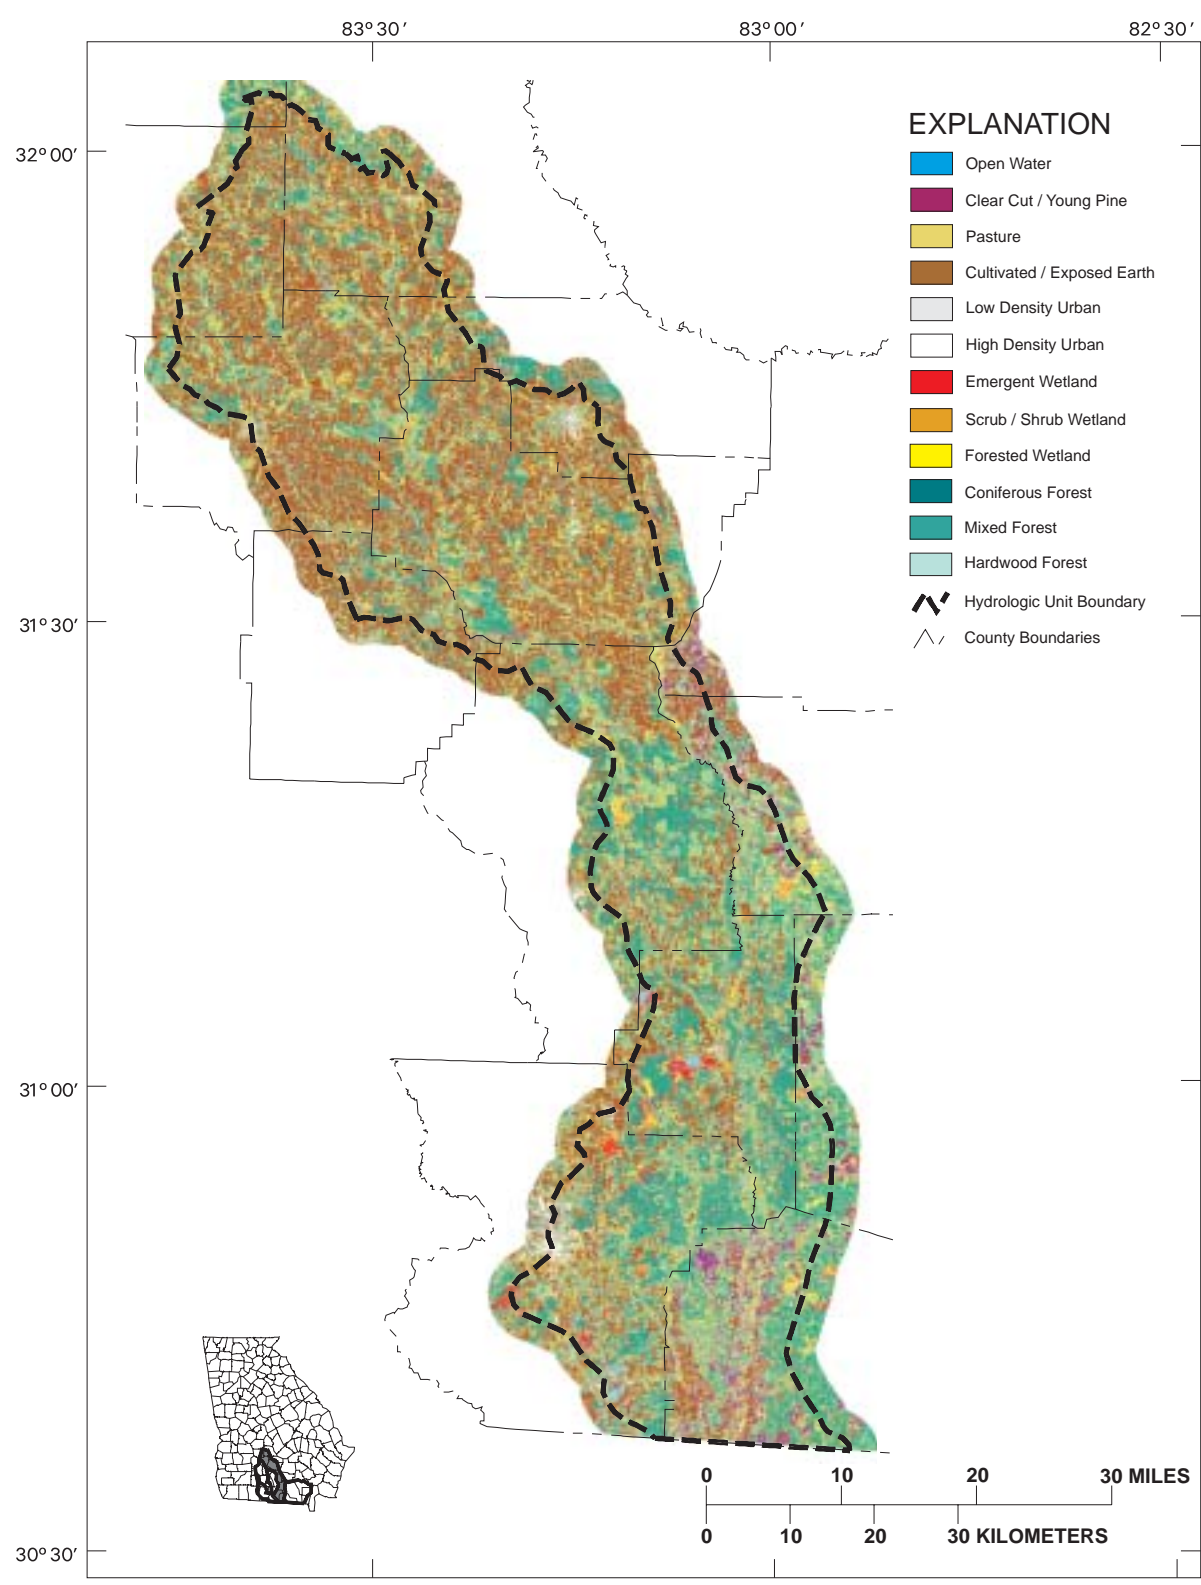 83° 30′
83° 00′
82° 30′
EXPLANATION
32° 00′
Open Water
Clear Cut / Young Pine
Pasture
Cultivated / Exposed Earth
Low Density Urban
High Density Urban
Emergent Wetland
Scrub / Shrub Wetland
Forested Wetland
Coniferous Forest
Mixed Forest
Hardwood Forest
Hydrologic Unit Boundary
31° 30′
County Boundaries
31° 00′
0 10 20 30 MILES
0 10 20 30 KILOMETERS
30° 30′